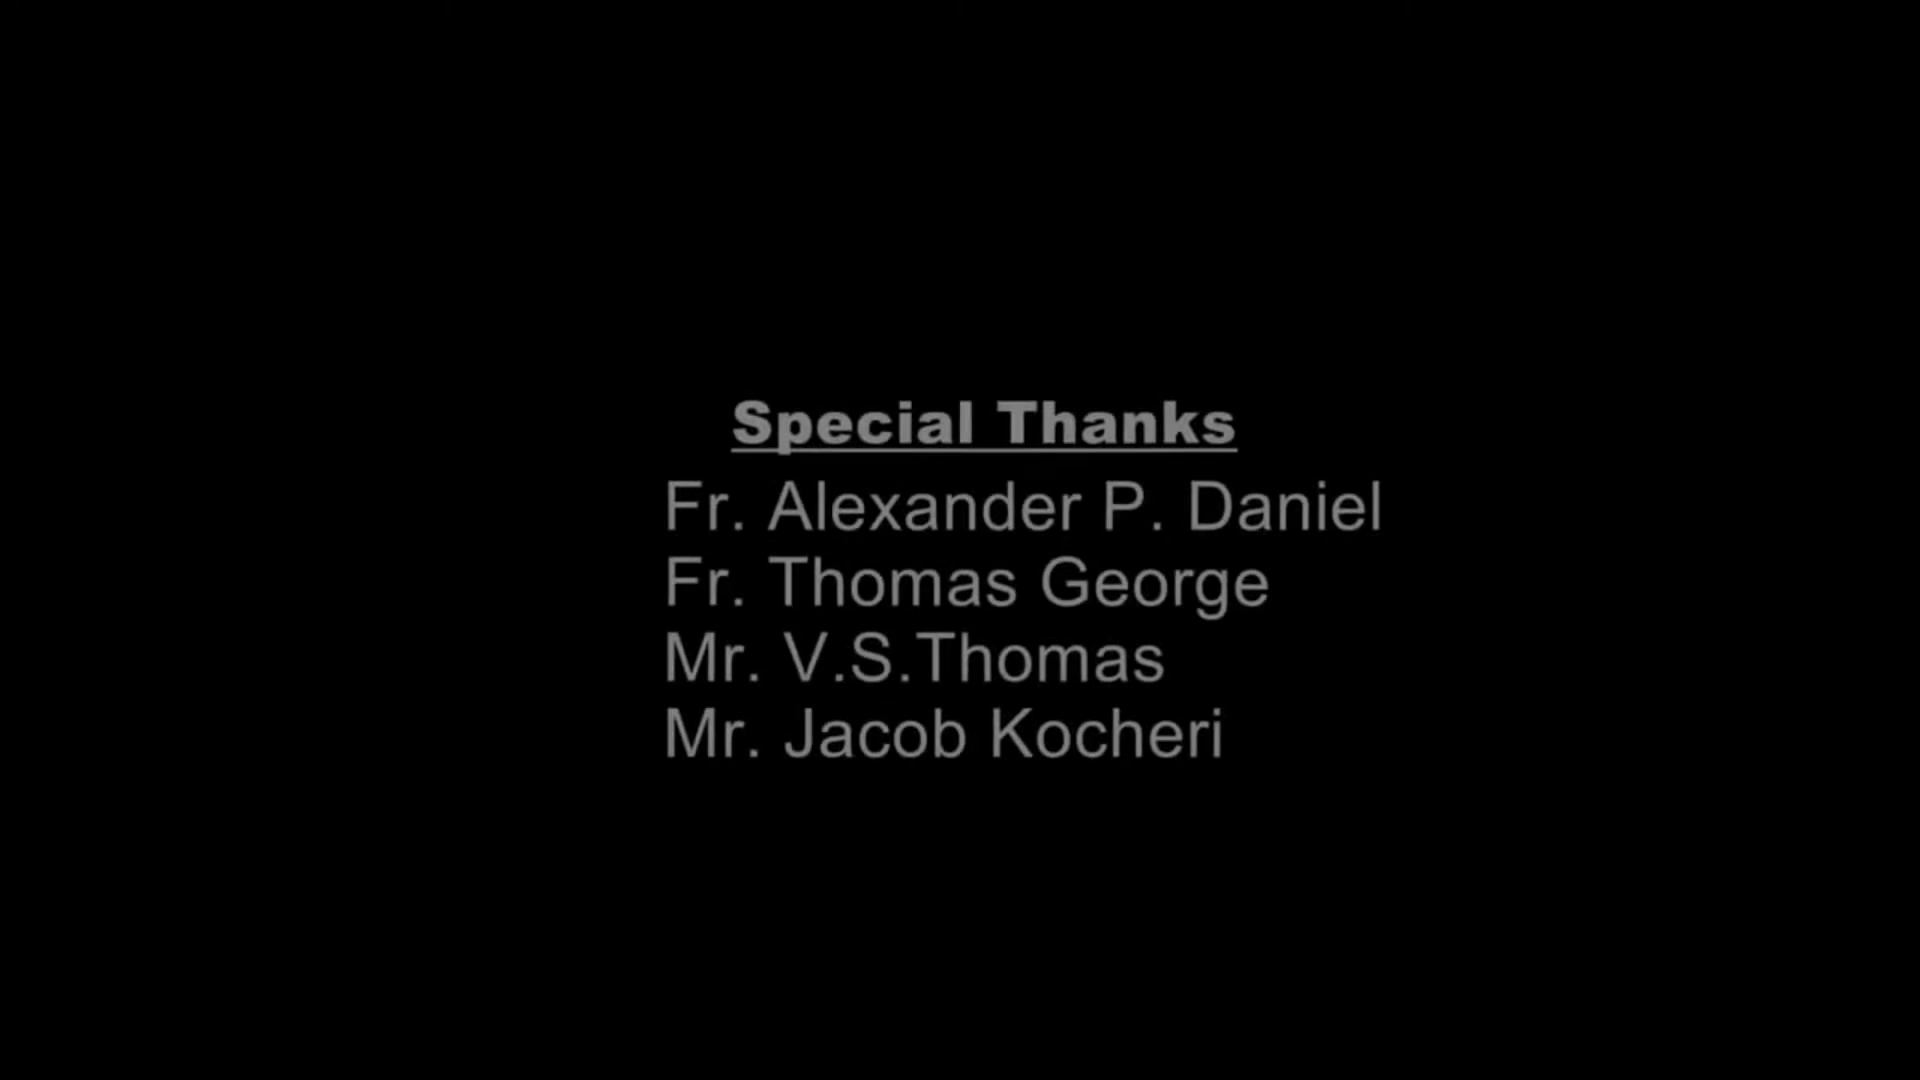 Special Thanks
Fr. Alexander P. Daniel
Fr. Thomas George
Mr. V.S.Thomas
Mr. Jacob Kocheri